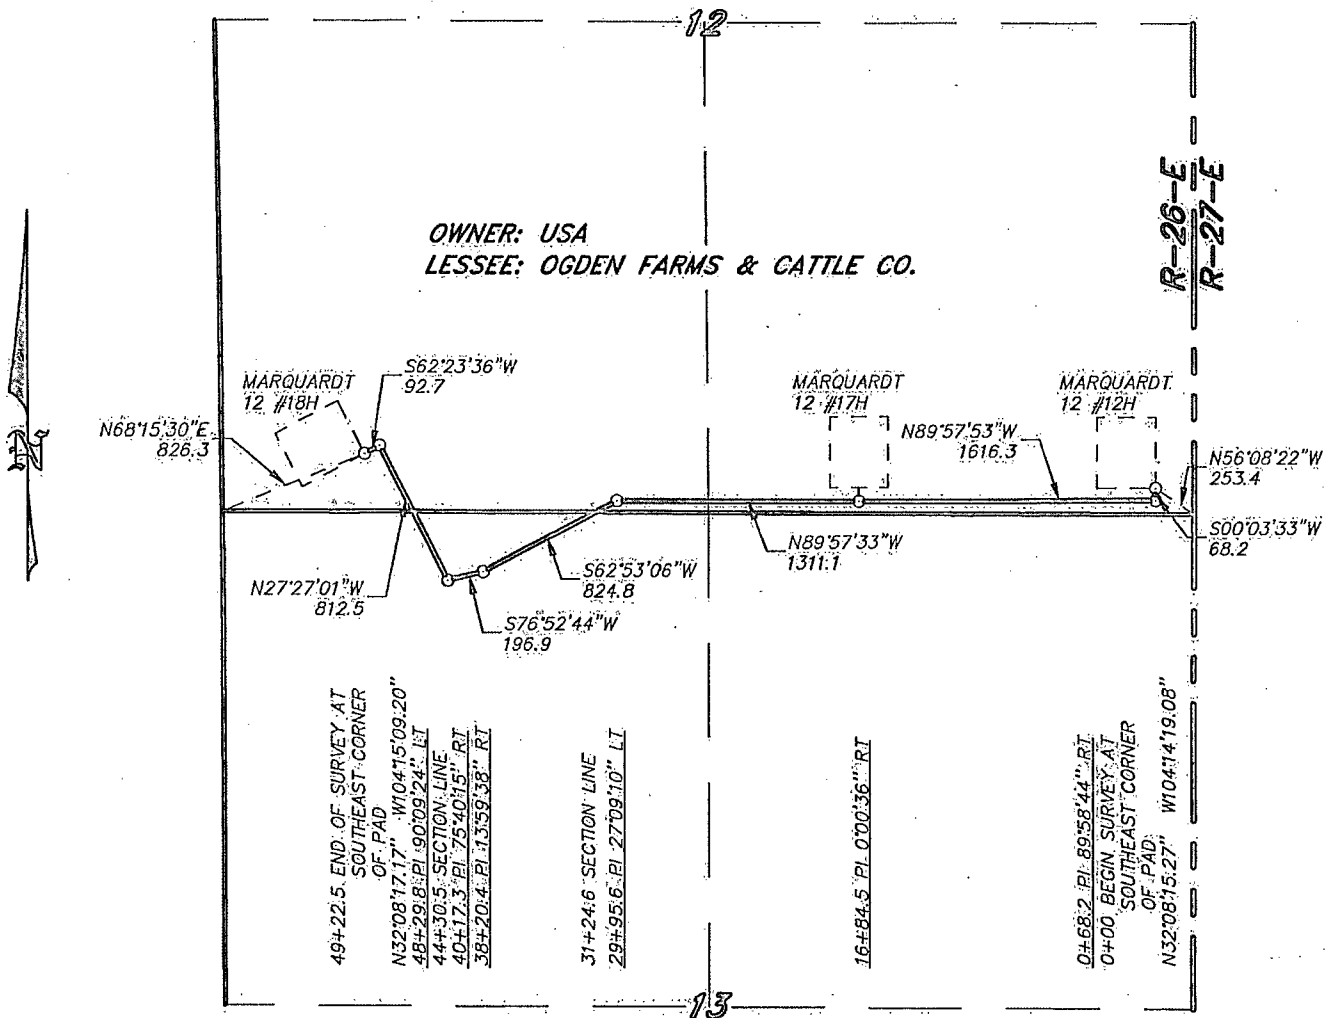 12
R-26-E
R-27-E
OWNER: USA
LESSEE: OGDEN FARMS & CATTLE CO.
S62°23'36"W
92.7
MARQUARDT
12 #18H
MARQUARDT
12 #17H
MARQUARDT
12 #12H
N68°15'30"E
826.3
N89°57'53"W
1616.3
N56°08'22"W
253.4
N
S00°03'33"W
68.2
N89°57'33"W
1311.1
N27°27'01"W
812.5
S62°53'06"W
824.8
S76°52'44"W
196.9
49+22.5 END OF SURVEY AT
SOUTHEAST CORNER
OF PAD
N32°08'17.17" W104°15'09.20"
48+29.8 PI 90°09'24" LT
44+30.5 SECTION LINE
40+17.3 PI 75°40'15" RT
38+20.4 PI 13°59'38" RT
31+24.6 SECTION LINE
29+95.6 PI 27°09'10" LT
16+84.5 PI 0°00'36" RT
0+68.2 PI 89°58'44" RT
0+00 BEGIN SURVEY AT
SOUTHEAST CORNER
OF PAD
N32°08'15.27" W104°14'19.08"
13